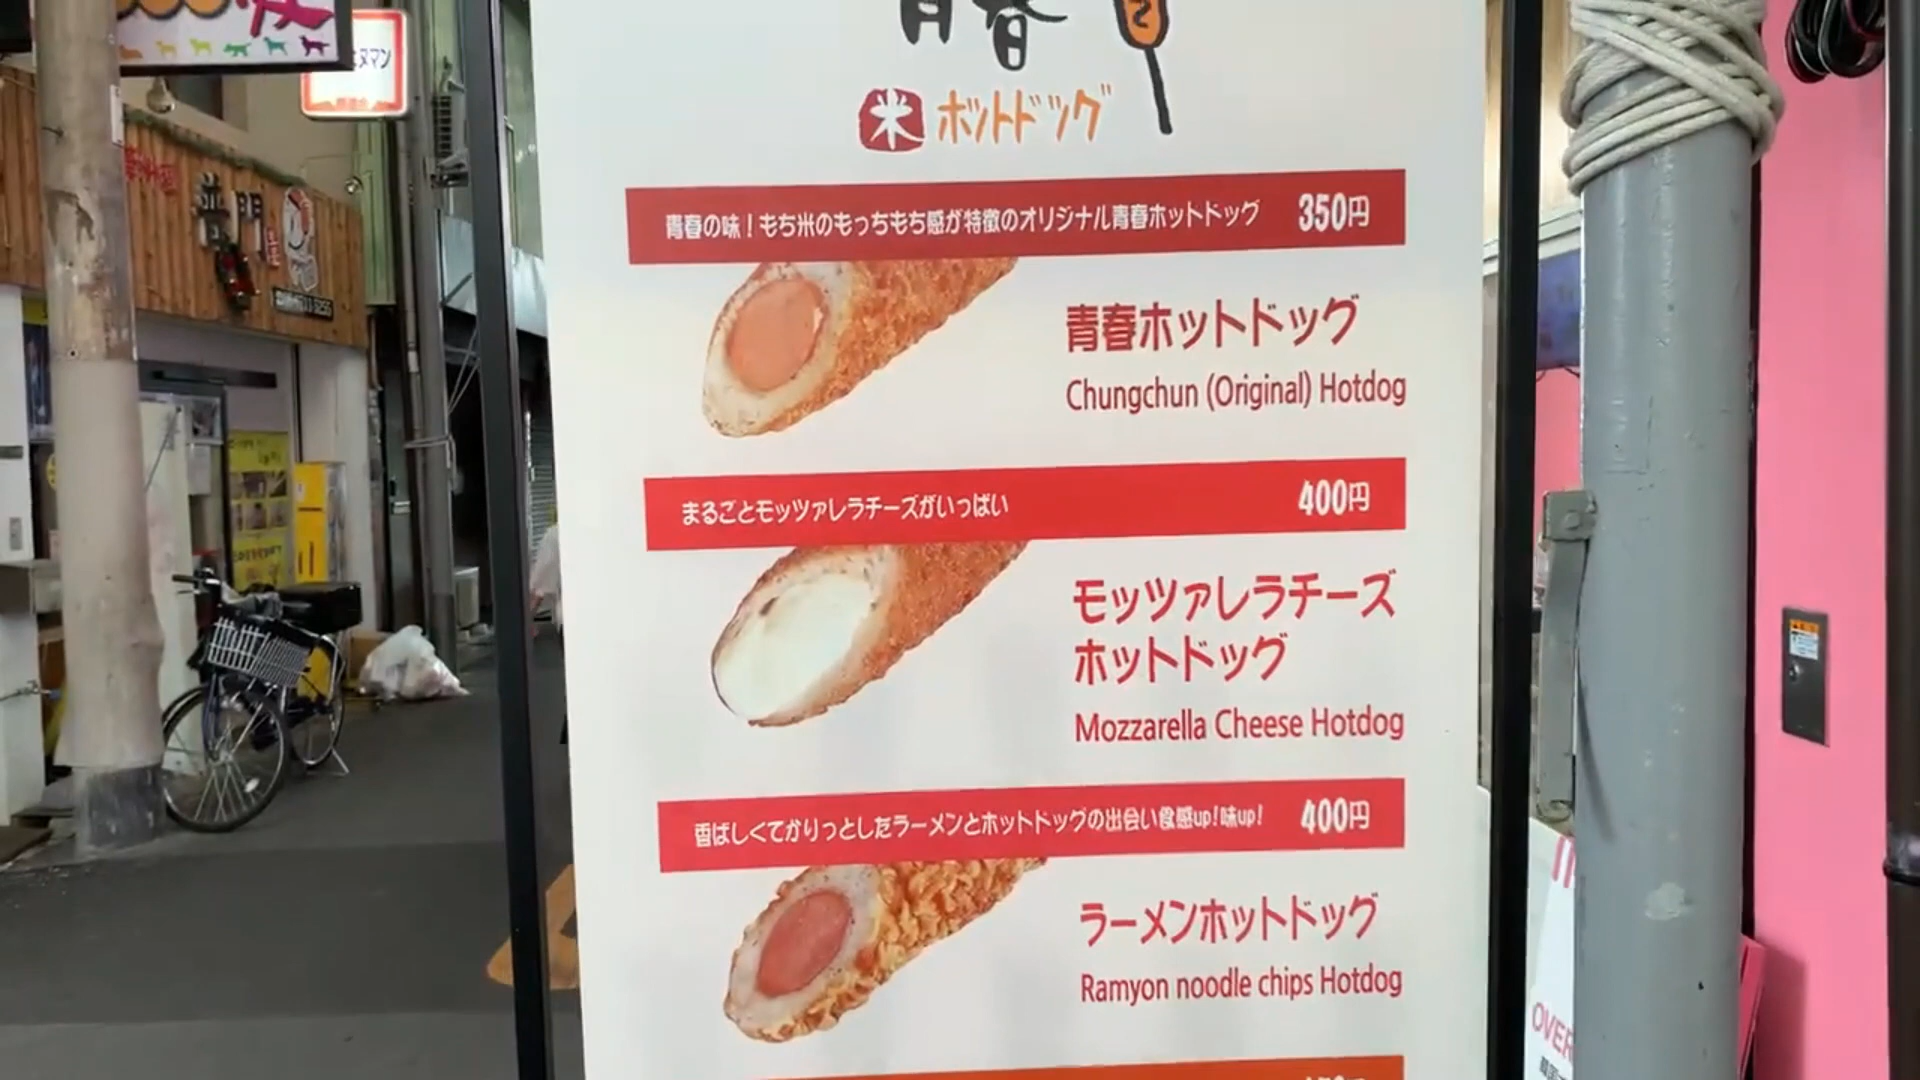 青春
米 ホットドッグ
青春の味!もち米のもっちもち感が特徴のオリジナル青春ホットドッグ 350円
青春ホットドッグ
Chungchun (Original) Hotdog
まるごとモッツァレラチーズがいっぱい 400円
モッツァレラチーズ
ホットドッグ
Mozzarella Cheese Hotdog
香ばしくてかりっとしたラーメンとホットドッグの出会い食感up!味up! 400円
ラーメンホットドッグ
Ramyon noodle chips Hotdog
OVER